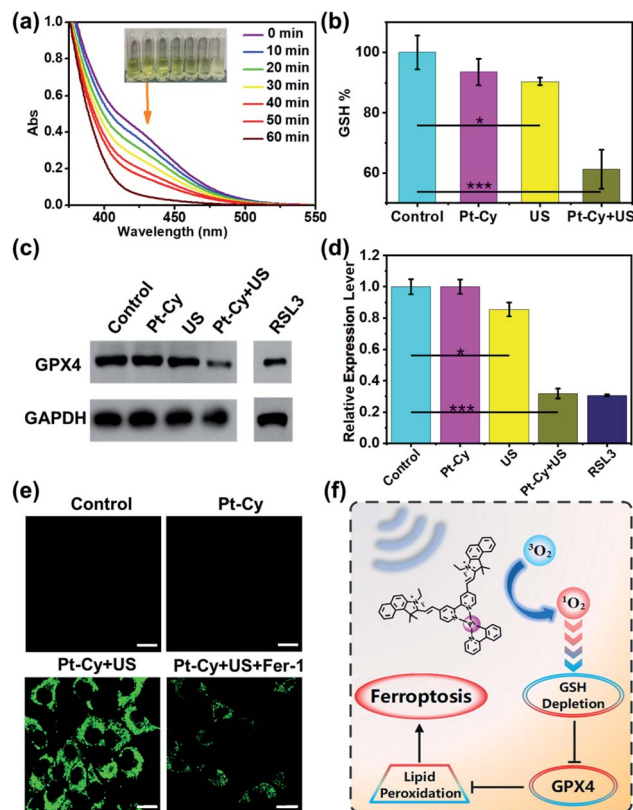 (a)
1.0
0.8
0.6
0.4
0.2
0.0
Abs
400
450
500
550
Wavelength (nm)
0 min
10 min
20 min
30 min
40 min
50 min
60 min
(b)
100
80
60
GSH %
*
***
Control
Pt-Cy
US
Pt-Cy+US
(c)
Control
Pt-Cy
US
Pt-Cy+US
RSL3
GPX4
GAPDH
(d)
1.2
1.0
0.8
0.6
0.4
0.2
0.0
Relative Expression Level
*
***
Control
Pt-Cy
US
Pt-Cy+US
RSL3
(e)
Control
Pt-Cy
Pt-Cy+US
Pt-Cy+US+Fer-1
(f)
³O₂
¹O₂
GSH
Depletion
GPX4
Lipid
Peroxidation
Ferroptosis